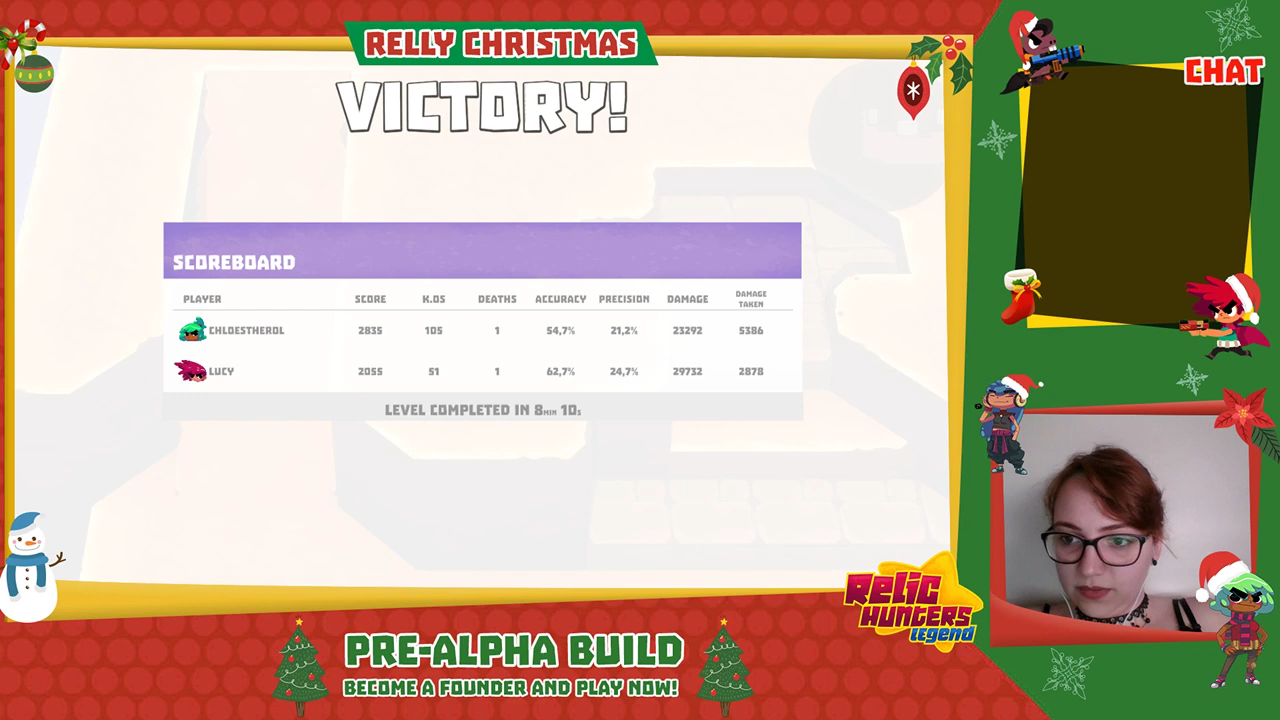 RELLY CHRISTMAS
VICTORY!
CHAT
SCOREBOARD
PLAYER SCORE K.OS DEATHS ACCURACY PRECISION DAMAGE DAMAGE TAKEN
CHLOESTHEROL 2835 105 1 54,7% 21,2% 23292 5386
LUCY 2055 51 1 62,7% 24,7% 29732 2878
LEVEL COMPLETED IN 8MIN 10S
RELIC
HUNTERS
LEGEND
PRE-ALPHA BUILD
BECOME A FOUNDER AND PLAY NOW!